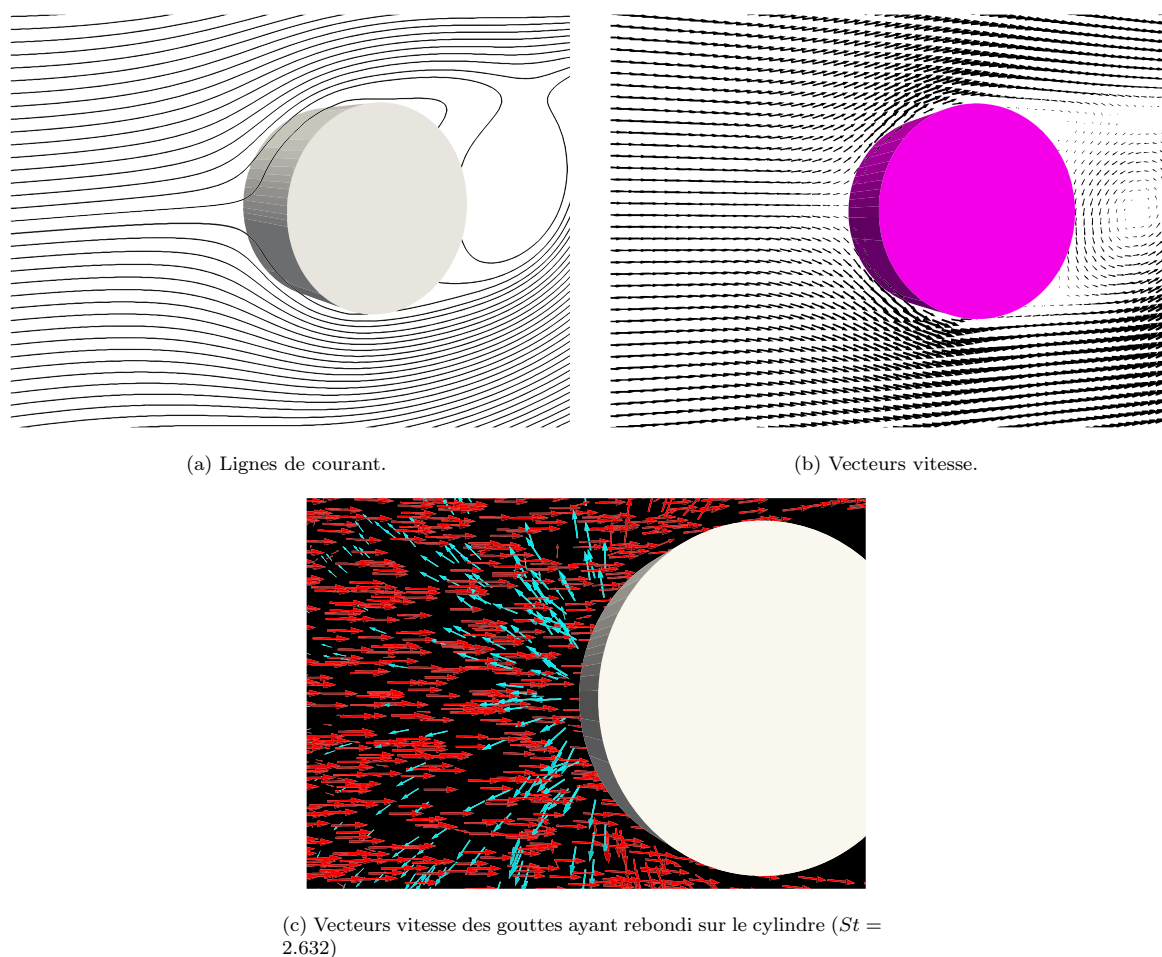 (a) Lignes de courant.
(b) Vecteurs vitesse.
(c) Vecteurs vitesse des gouttes ayant rebondi sur le cylindre (St =
2.632)